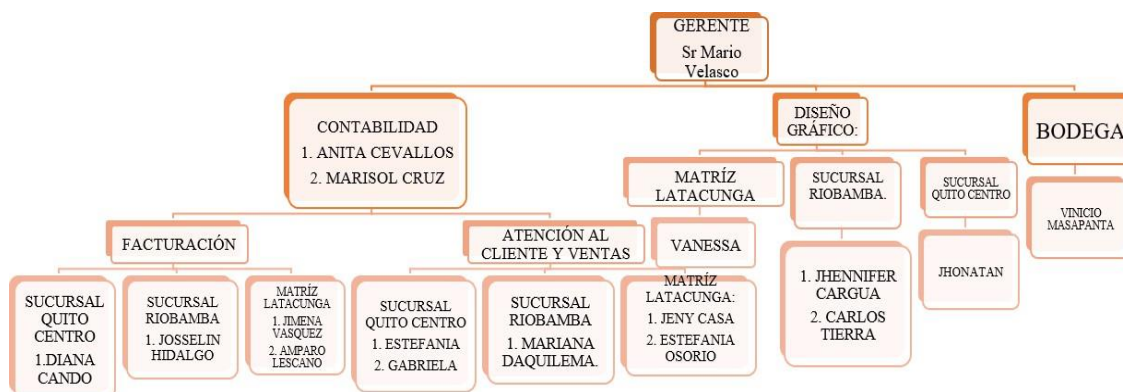 GERENTE
Sr Mario
Velasco
CONTABILIDAD
1. ANITA CEVALLOS
2. MARISOL CRUZ
DISEÑO
GRÁFICO:
BODEGA
MATRÍZ
LATACUNGA
SUCURSAL
RIOBAMBA.
SUCURSAL
QUITO CENTRO
VINICIO
MASAPANTA
FACTURACIÓN
ATENCIÓN AL
CLIENTE Y VENTAS
VANESSA
1. JHENNIFER
CARGUA
2. CARLOS
TIERRA
JHONATAN
SUCURSAL
QUITO
CENTRO
1.DIANA
CANDO
SUCURSAL
RIOBAMBA
1. JOSSELIN
HIDALGO
MATRÍZ
LATACUNGA
1. JIMENA
VASQUEZ
2. AMPARO
LESCANO
SUCURSAL
QUITO CENTRO
1. ESTEFANIA
2. GABRIELA
SUCURSAL
RIOBAMBA
1. MARIANA
DAQUILEMA.
MATRÍZ
LATACUNGA:
1. JENY CASA
2. ESTEFANIA
OSORIO